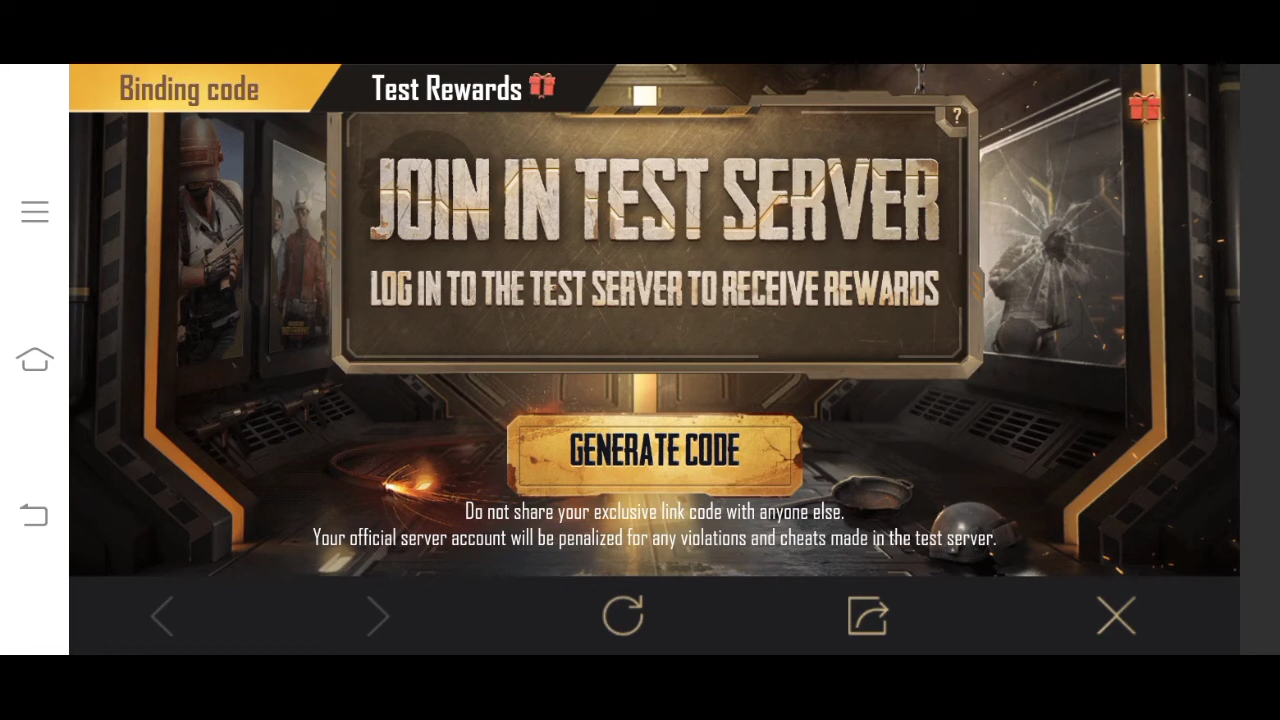 Binding code
Test Rewards
?
JOIN IN TEST SERVER
LOG IN TO THE TEST SERVER TO RECEIVE REWARDS
GENERATE CODE
Do not share your exclusive link code with anyone else.
Your official server account will be penalized for any violations and cheats made in the test server.